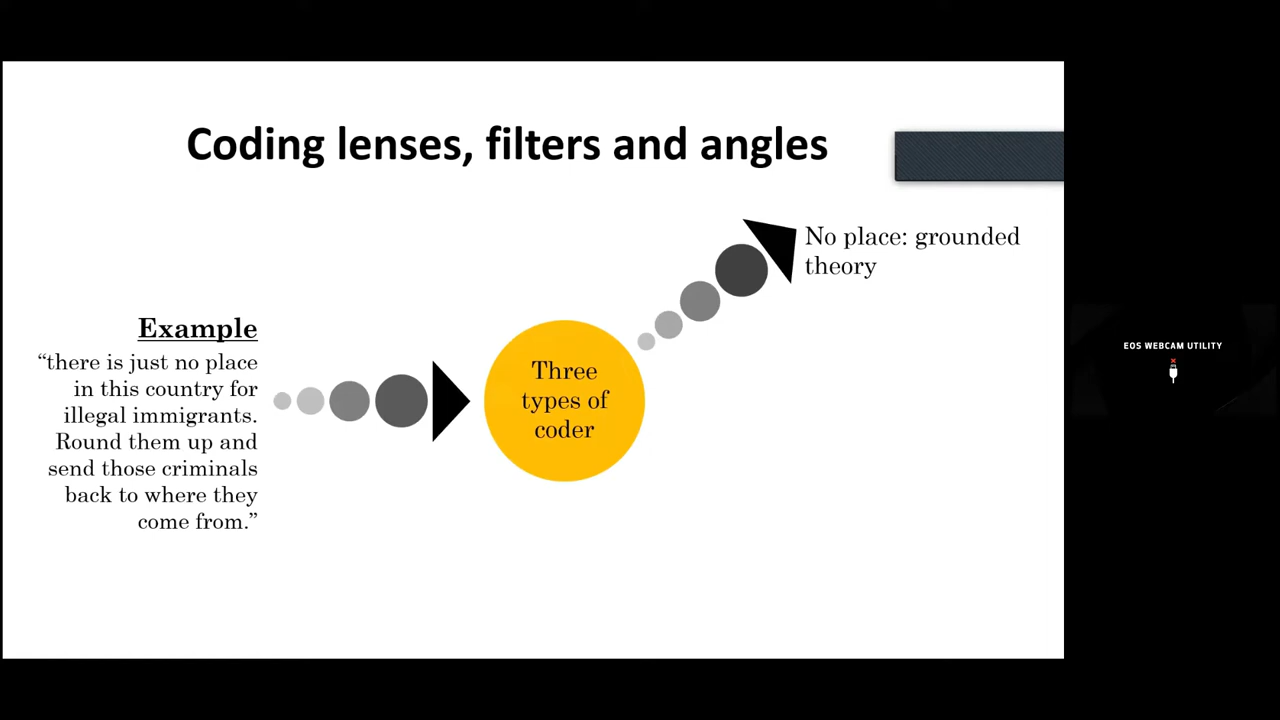 Coding lenses, filters and angles
No place: grounded
theory
Example
“there is just no place
in this country for
illegal immigrants.
Round them up and
send those criminals
back to where they
come from.”
Three
types of
coder
EOS WEBCAM UTILITY